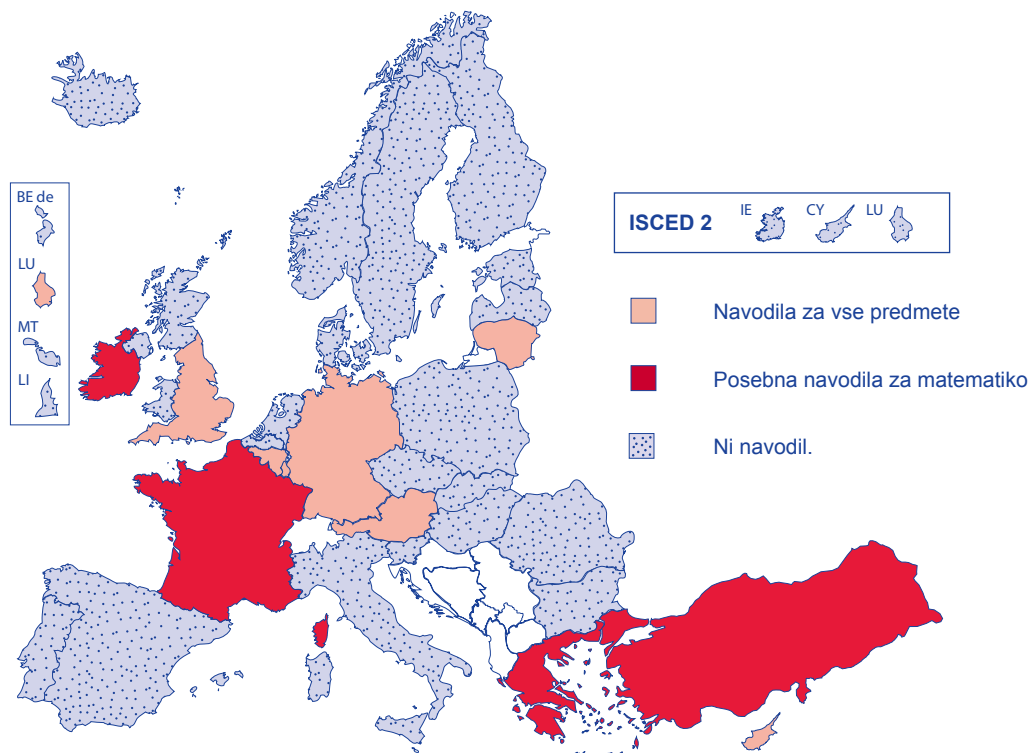 BE de
LU
MT
LI
ISCED 2 IE CY LU
Navodila za vse predmete
Posebna navodila za matematiko
Ni navodil.